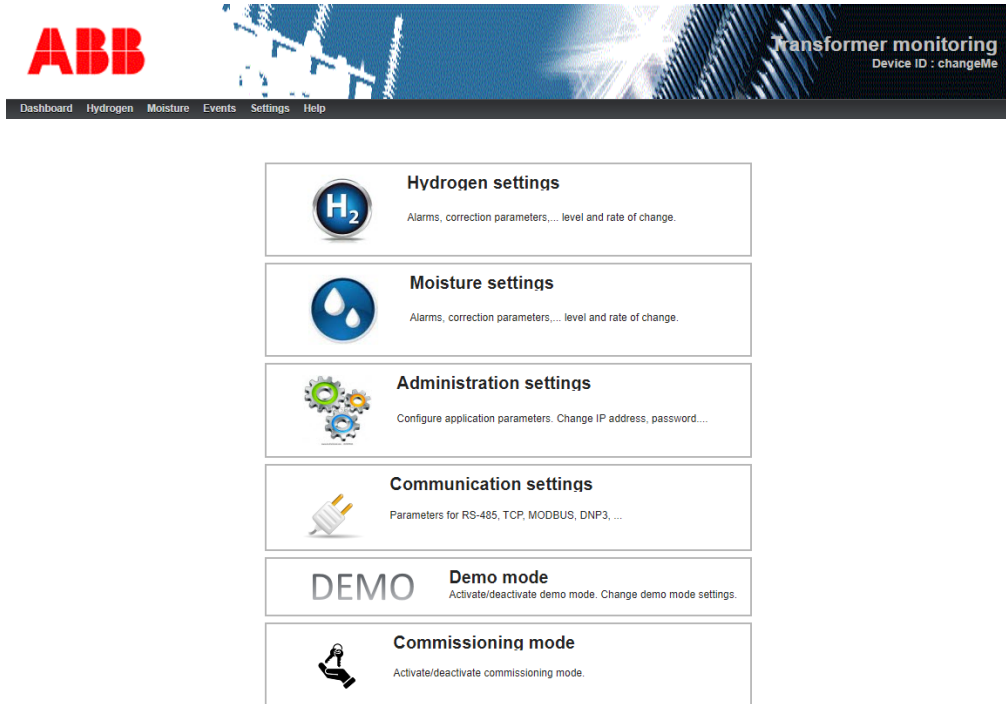 ABB
Transformer monitoring
Device ID : changeMe
Dashboard Hydrogen Moisture Events Settings Help
H2
Hydrogen settings
Alarms, correction parameters,... level and rate of change.
Moisture settings
Alarms, correction parameters,... level and rate of change.
Administration settings
Configure application parameters. Change IP address, password....
Communication settings
Parameters for RS-485, TCP, MODBUS, DNP3, ...
DEMO
Demo mode
Activate/deactivate demo mode. Change demo mode settings.
Commissioning mode
Activate/deactivate commissioning mode.